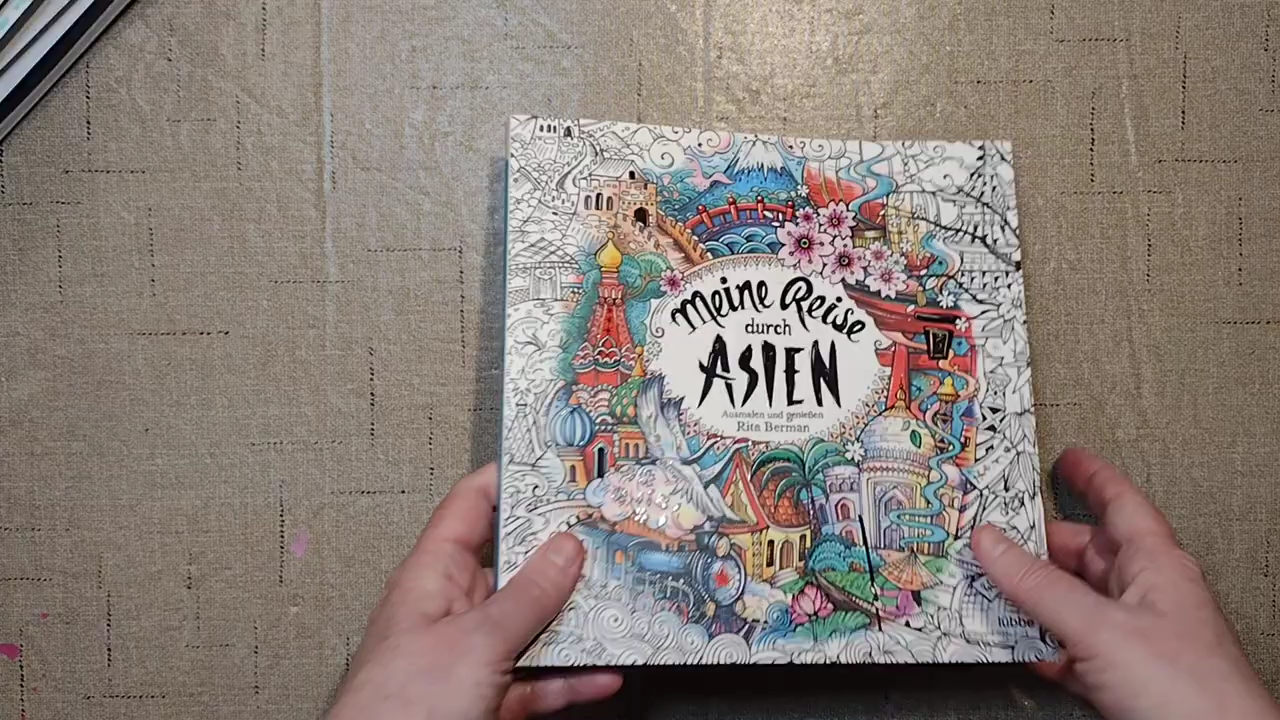 Meine Reise
durch
ASIEN
Ausmalen und genießen
Rita Berman
lübbe